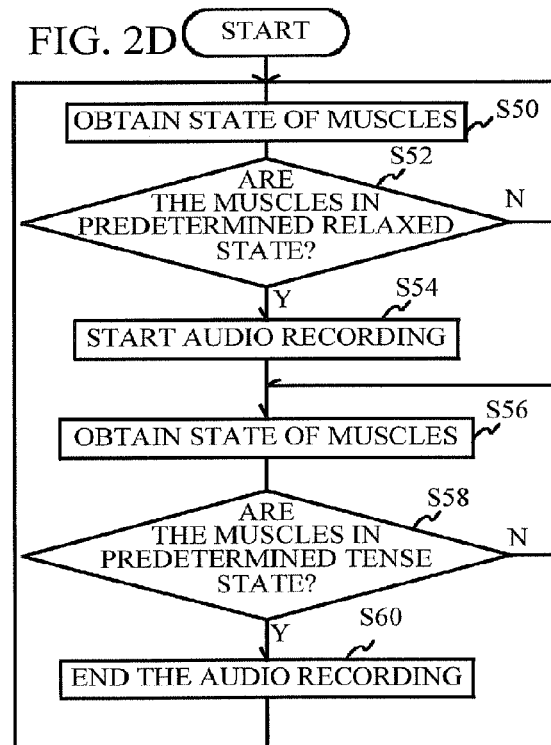 FIG. 2D
START
OBTAIN STATE OF MUSCLES
S50
S52
ARE
THE MUSCLES IN
PREDETERMINED RELAXED
STATE?
N
Y
S54
START AUDIO RECORDING
OBTAIN STATE OF MUSCLES
S56
S58
ARE
THE MUSCLES IN
PREDETERMINED TENSE
STATE?
N
Y
S60
END THE AUDIO RECORDING